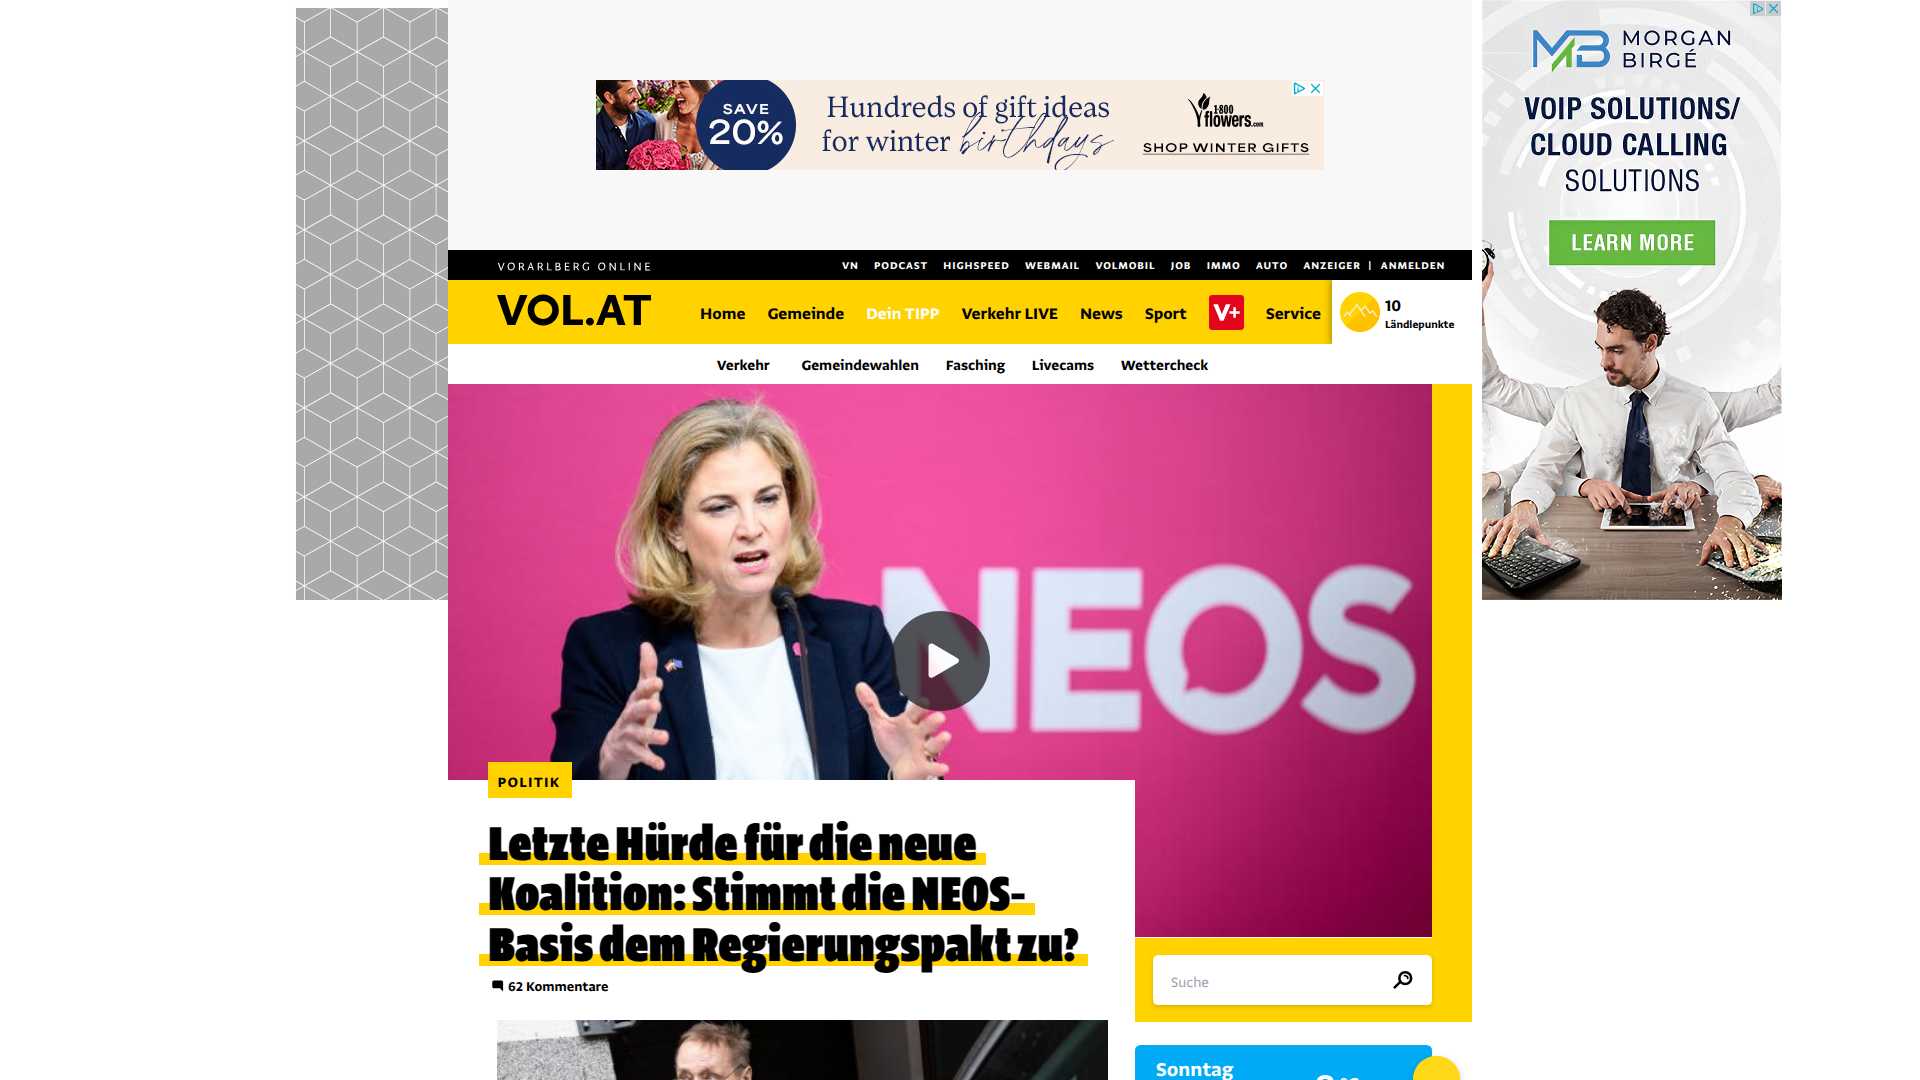 SAVE
20%
Hundreds of gift ideas
for winter birthdays
1-800
flowers.com
SHOP WINTER GIFTS
MORGAN
BIRGÉ
VOIP SOLUTIONS/
CLOUD CALLING
SOLUTIONS
LEARN MORE
VORARLBERG ONLINE
VN PODCAST HIGHSPEED WEBMAIL VOLMOBIL JOB IMMO AUTO ANZEIGER | ANMELDEN
VOL.AT
Home Gemeinde Dein TIPP Verkehr LIVE News Sport V+ Service
10
Ländlepunkte
Verkehr Gemeindewahlen Fasching Livecams Wettercheck
NEOS
POLITIK
Letzte Hürde für die neue
Koalition: Stimmt die NEOS-
Basis dem Regierungspakt zu?
62 Kommentare
Suche
Sonntag